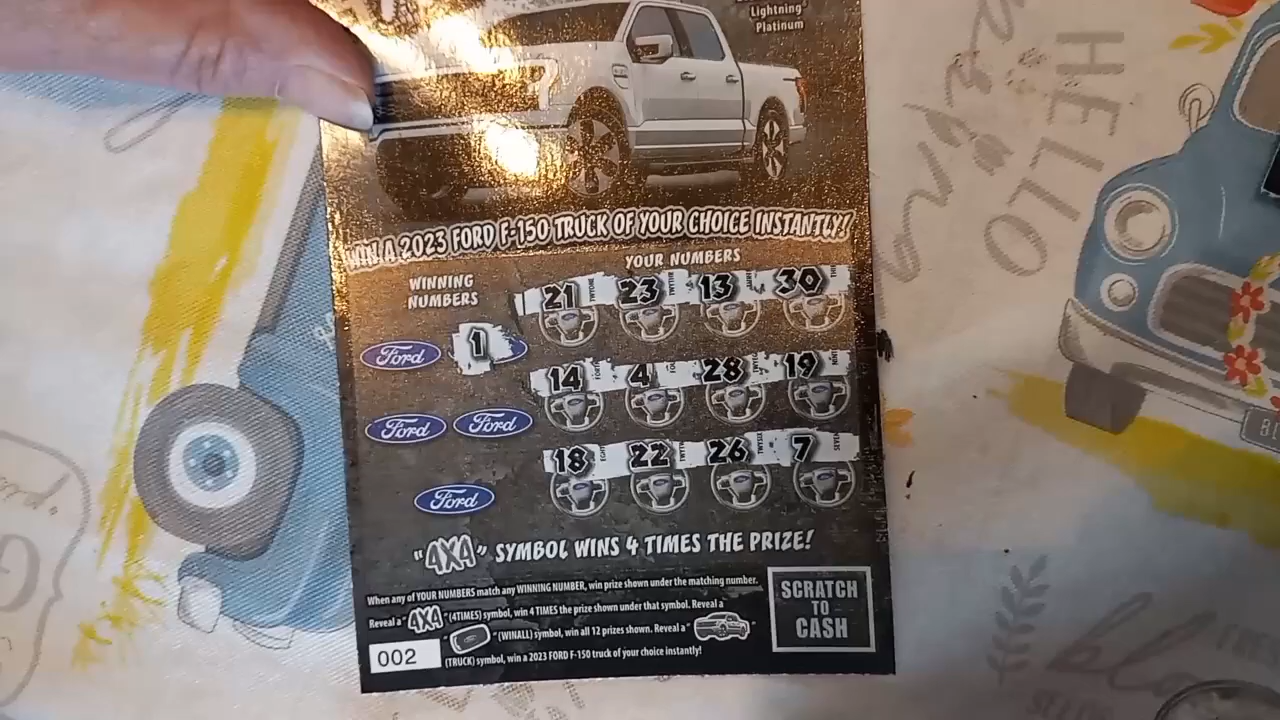 Lightning
Platinum
WIN A 2023 FORD F-150 TRUCK OF YOUR CHOICE INSTANTLY!
WINNING
NUMBERS
YOUR NUMBERS
21 23 13 30
Ford 1
14 4 28 19
Ford Ford
18 22 26 7
Ford
"4X4" SYMBOL WINS 4 TIMES THE PRIZE!
When any of YOUR NUMBERS match any WINNING NUMBER, win prize shown under the matching number.
Reveal a "4X4" (4TIMES) symbol, win 4 TIMES the prize shown under that symbol. Reveal a
" " (WINALL) symbol, win all 12 prizes shown. Reveal a " "
(TRUCK) symbol, win a 2023 FORD F-150 truck of your choice instantly!
002
SCRATCH
TO
CASH
HELLO